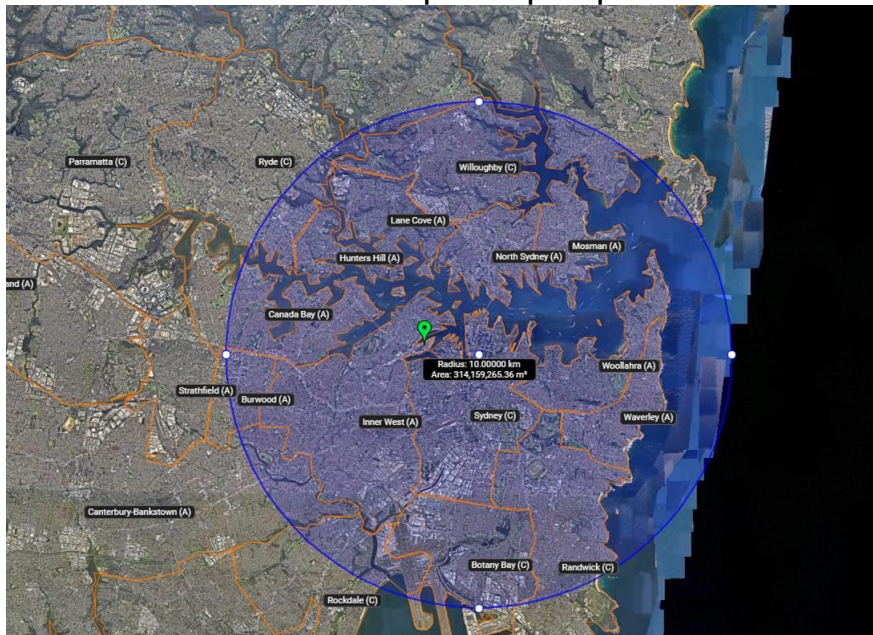 Parramatta (C)
Ryde (C)
Willoughby (C)
Lane Cove (A)
Mosman (A)
Hunters Hill (A)
North Sydney (A)
and (A)
Canada Bay (A)
Radius: 10.00000 km
Area: 314,159,265.36 m²
Woollahra (A)
Strathfield (A)
Burwood (A)
Inner West (A)
Sydney (C)
Waverley (A)
Canterbury-Bankstown (A)
Botany Bay (C)
Randwick (C)
Rockdale (C)